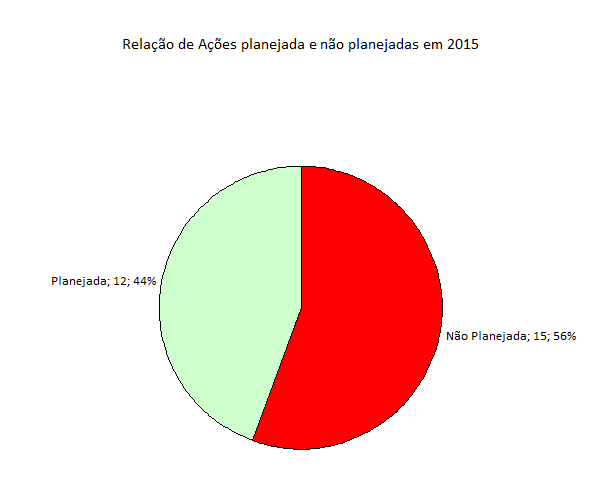 Relação de Ações planejada e não planejadas em 2015
Planejada; 12; 44%
Não Planejada; 15; 56%